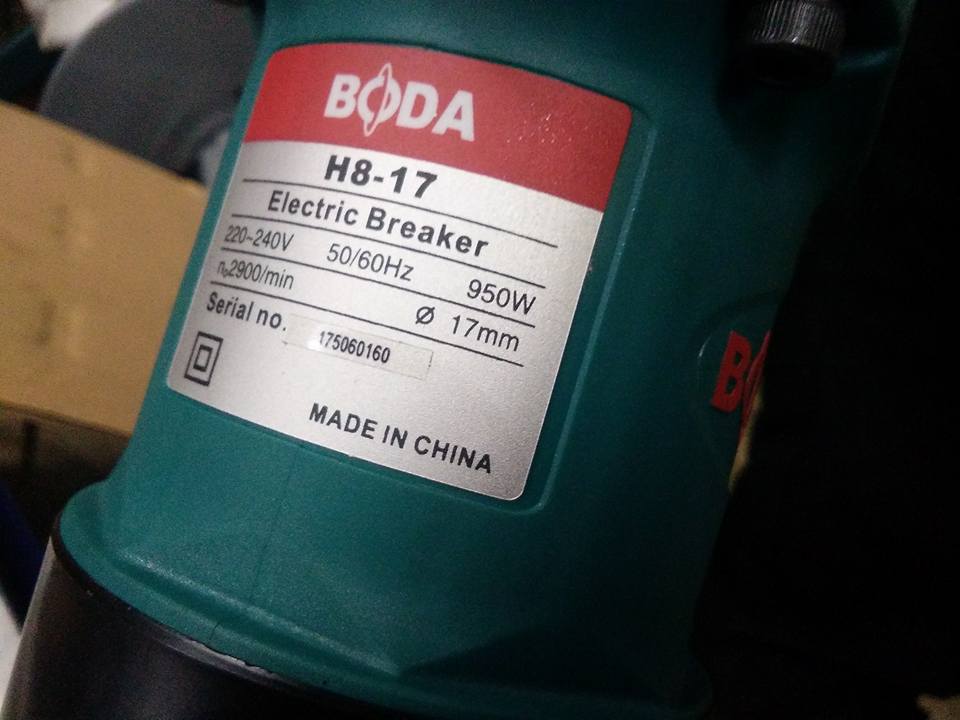 BODA
H8-17
Electric Breaker
220~240V 50/60Hz 950W
n₀2900/min Ø 17mm
Serial no. 175060160
MADE IN CHINA